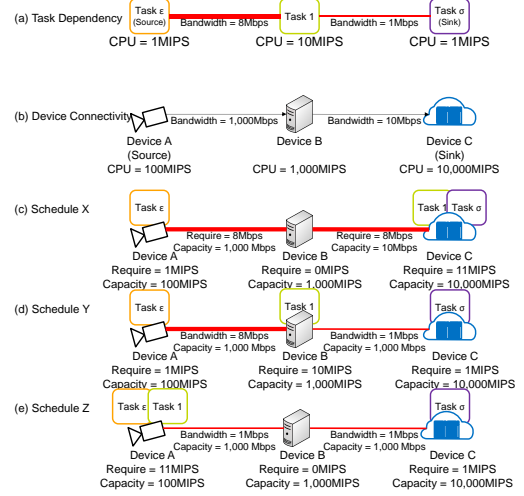 (a) Task Dependency
Task ε
(Source)
Bandwidth = 8Mbps
Task 1
Bandwidth = 1Mbps
Task σ
(Sink)
CPU = 1MIPS
CPU = 10MIPS
CPU = 1MIPS
(b) Device Connectivity
Bandwidth = 1,000Mbps
Bandwidth = 10Mbps
Device A
(Source)
CPU = 100MIPS
Device B
CPU = 1,000MIPS
Device C
(Sink)
CPU = 10,000MIPS
(c) Schedule X
Task ε
Task 1
Task σ
Require = 8Mbps
Capacity = 1,000 Mbps
Require = 8Mbps
Capacity = 10Mbps
Device A
Require = 1MIPS
Capacity = 100MIPS
Device B
Require = 0MIPS
Capacity = 1,000MIPS
Device C
Require = 11MIPS
Capacity = 10,000MIPS
(d) Schedule Y
Task ε
Task 1
Task σ
Bandwidth = 8Mbps
Capacity = 1,000 Mbps
Bandwidth = 1Mbps
Capacity = 1,000 Mbps
Device A
Require = 1MIPS
Capacity = 100MIPS
Device B
Require = 10MIPS
Capacity = 1,000MIPS
Device C
Require = 1MIPS
Capacity = 10,000MIPS
(e) Schedule Z
Task ε
Task 1
Task σ
Bandwidth = 1Mbps
Capacity = 1,000 Mbps
Bandwidth = 1Mbps
Capacity = 1,000 Mbps
Device A
Require = 11MIPS
Capacity = 100MIPS
Device B
Require = 0MIPS
Capacity = 1,000MIPS
Device C
Require = 1MIPS
Capacity = 10,000MIPS